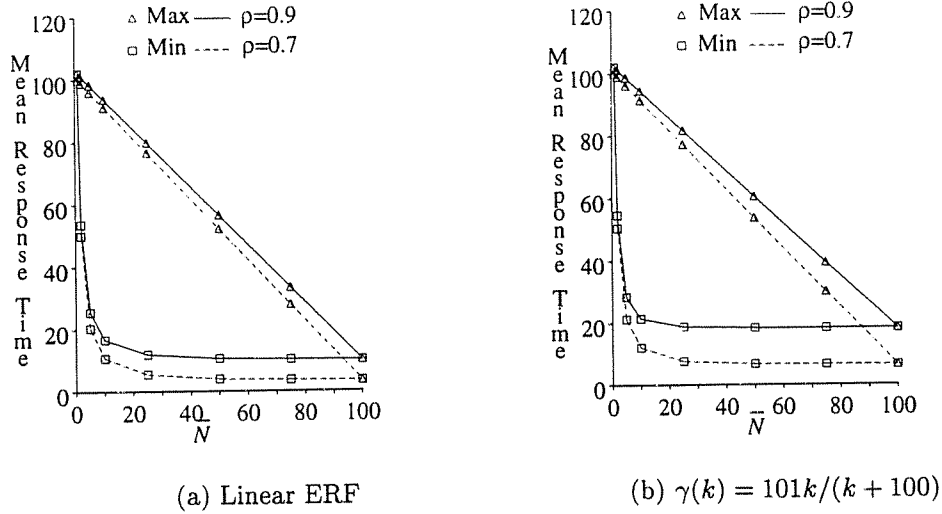 120
100
80
60
40
20
0
Mean Response Time
△ Max — ρ=0.9
□ Min ---- ρ=0.7
0 20 40 60 80 100
N̄
(a) Linear ERF
120
100
80
60
40
20
0
Mean Response Time
△ Max — ρ=0.9
□ Min ---- ρ=0.7
0 20 40 60 80 100
N̄
(b) γ(k) = 101k/(k + 100)